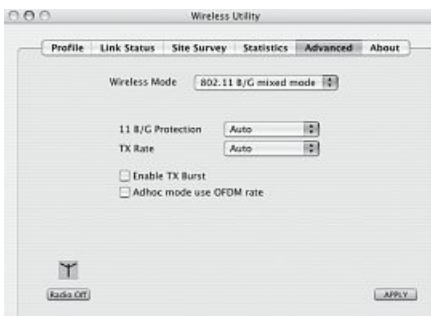 Wireless Utility
Profile Link Status Site Survey Statistics Advanced About
Wireless Mode 802.11 B/G mixed mode
11 B/G Protection Auto
TX Rate Auto
Enable TX Burst
Adhoc mode use OFDM rate
Radio Off APPLY